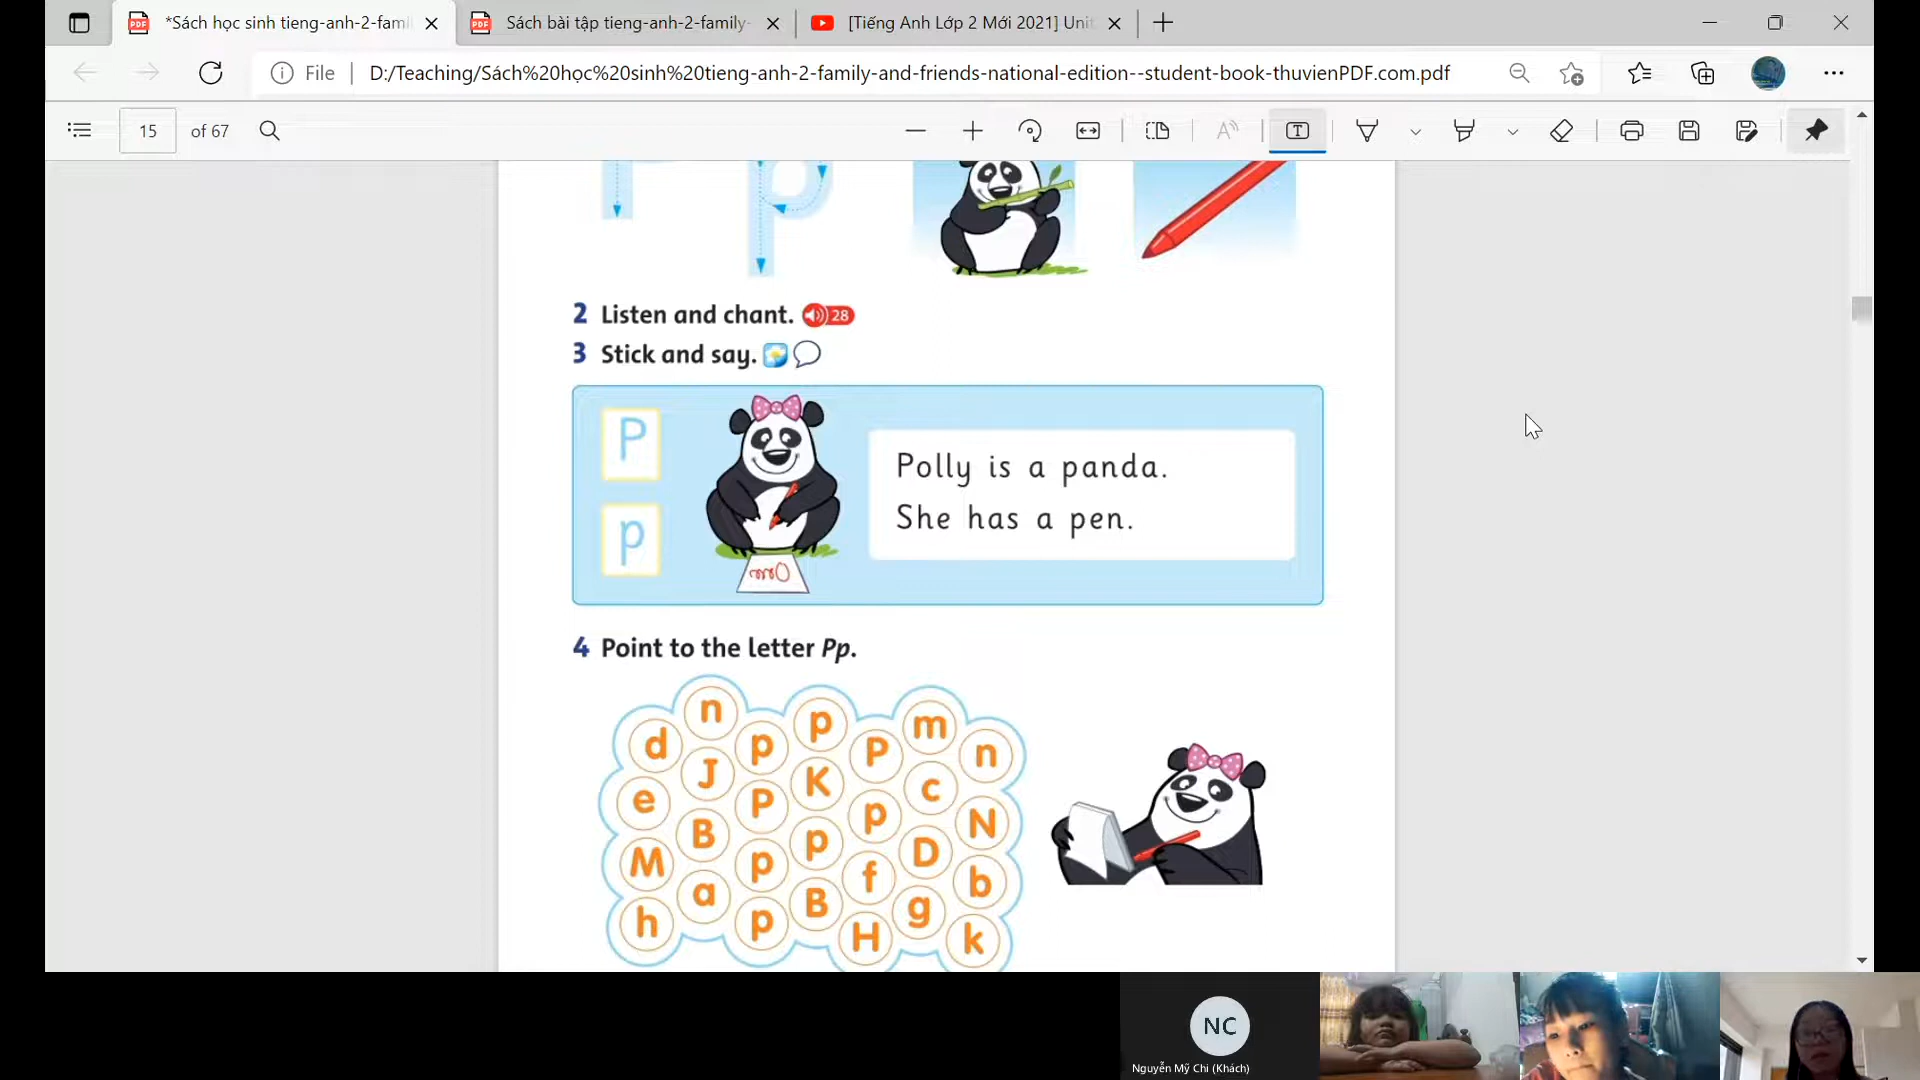 *Sách học sinh tieng-anh-2-fami
Sách bài tập tieng-anh-2-family-
[Tiếng Anh Lớp 2 Mới 2021] Unit
File
D:/Teaching/Sách%20học%20sinh%20tieng-anh-2-family-and-friends-national-edition--student-book-thuvienPDF.com.pdf
15 of 67
2 Listen and chant. 28
3 Stick and say.
P
p
Polly is a panda.
She has a pen.
4 Point to the letter Pp.
n p m
d p P n
J K c
e P p N
B p D
M p f b
a B g
h p H k
NC
Nguyễn Mỹ Chi (Khách)